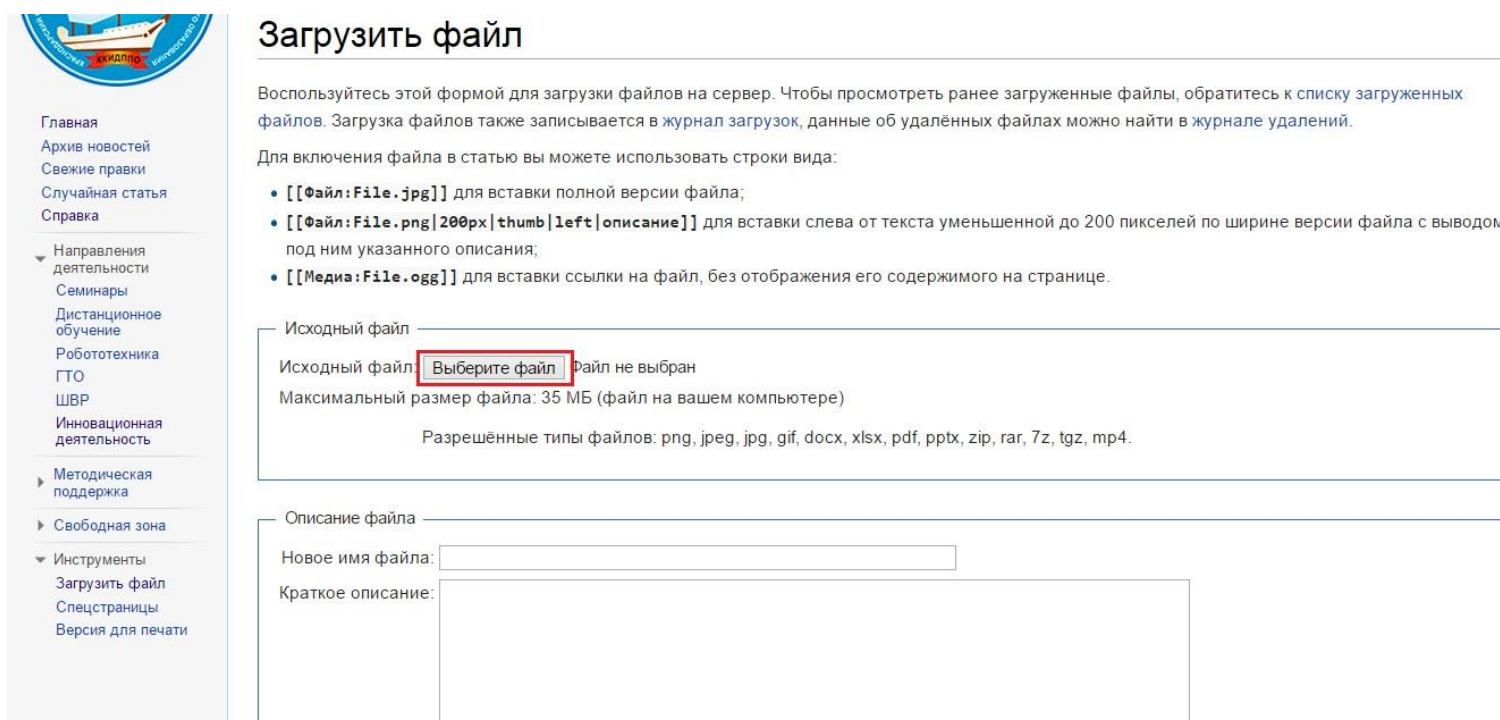 ККИДППО
Загрузить файл
Воспользуйтесь этой формой для загрузки файлов на сервер. Чтобы просмотреть ранее загруженные файлы, обратитесь к списку загруженных
файлов. Загрузка файлов также записывается в журнал загрузок, данные об удалённых файлах можно найти в журнале удалений.
Для включения файла в статью вы можете использовать строки вида:
• [[Файл:File.jpg]] для вставки полной версии файла;
• [[Файл:File.png|200px|thumb|left|описание]] для вставки слева от текста уменьшенной до 200 пикселей по ширине версии файла с выводом
под ним указанного описания;
• [[Медиа:File.ogg]] для вставки ссылки на файл, без отображения его содержимого на странице.
Исходный файл
Исходный файл: Выберите файл Файл не выбран
Максимальный размер файла: 35 МБ (файл на вашем компьютере)
Разрешённые типы файлов: png, jpeg, jpg, gif, docx, xlsx, pdf, pptx, zip, rar, 7z, tgz, mp4.
Описание файла
Новое имя файла:
Краткое описание:
Главная
Архив новостей
Свежие правки
Случайная статья
Справка
Направления
деятельности
Семинары
Дистанционное
обучение
Робототехника
ГТО
ШВР
Инновационная
деятельность
Методическая
поддержка
Свободная зона
Инструменты
Загрузить файл
Спецстраницы
Версия для печати